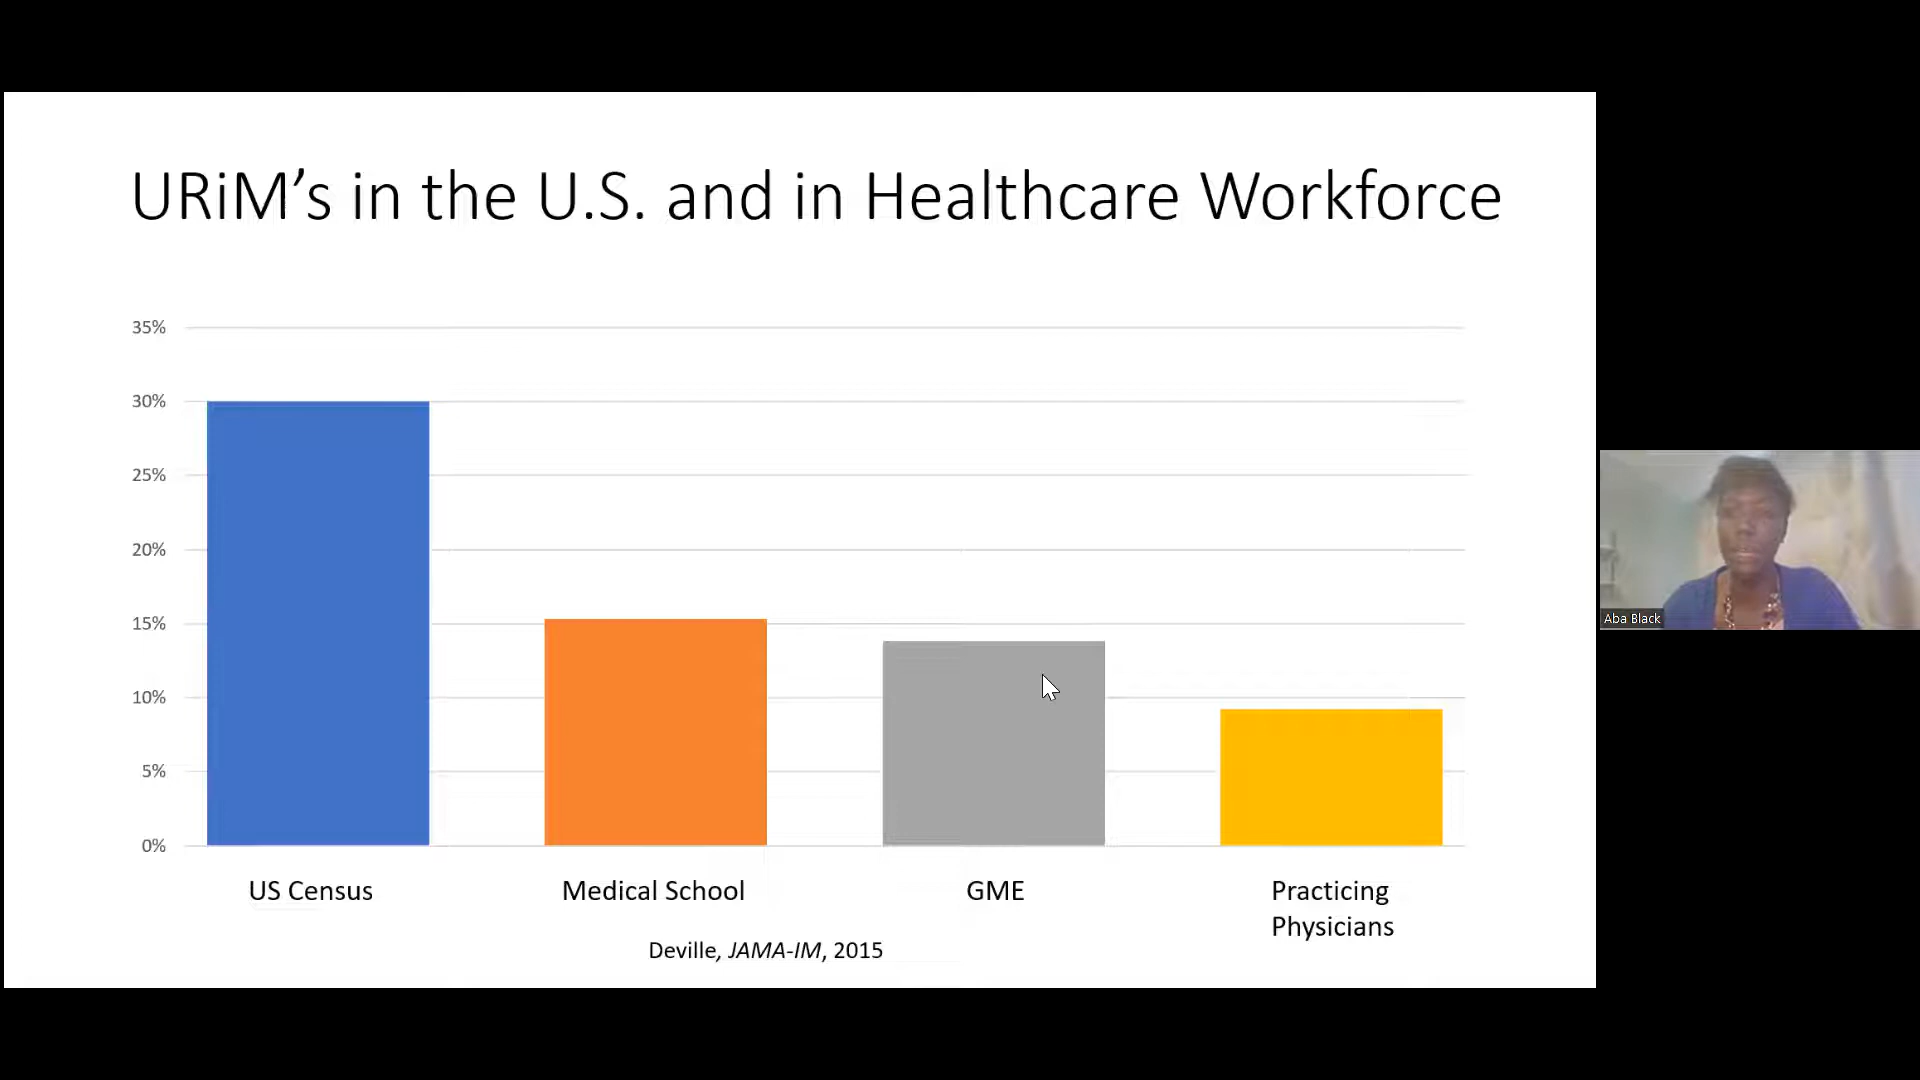 URiM’s in the U.S. and in Healthcare Workforce
35%
30%
25%
20%
15%
10%
5%
0%
US Census
Medical School
GME
Practicing
Physicians
Deville, JAMA-IM, 2015
Aba Black